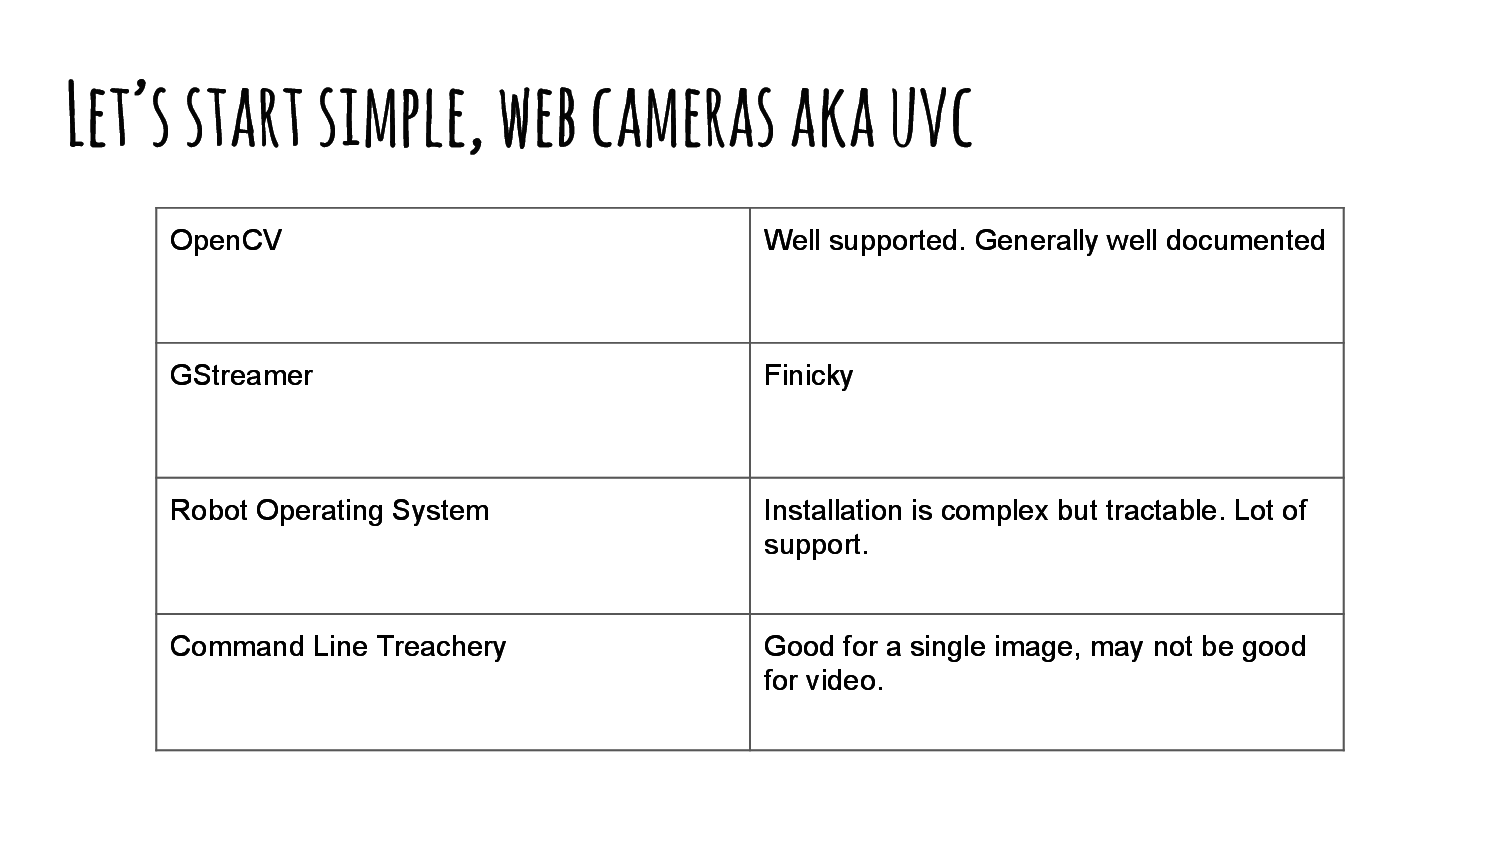 Let's start simple, web cameras aka uvc
OpenCV
Well supported. Generally well documented
GStreamer
Finicky
Robot Operating System
Installation is complex but tractable. Lot of
support.
Command Line Treachery
Good for a single image, may not be good
for video.